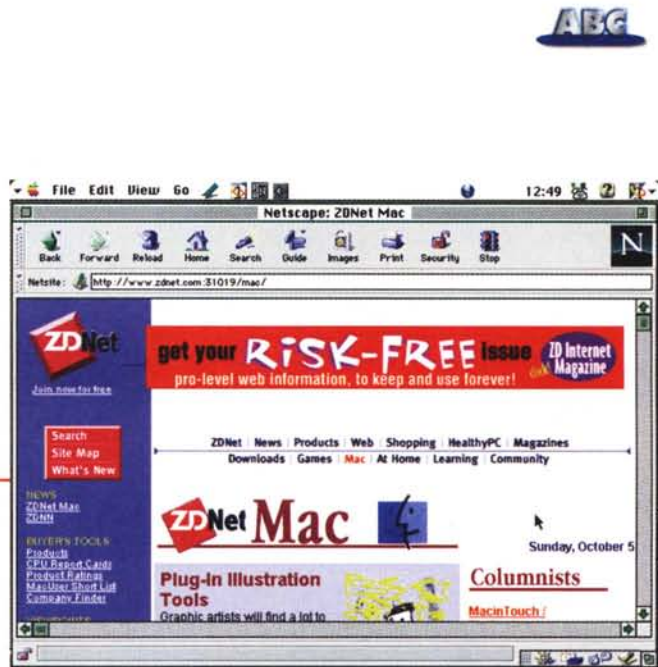 ABC
File Edit View Go 12:49
Netscape: ZDNet Mac
Back Forward Reload Home Search Guide Images Print Security Stop N
Netsite: http://www.zdnet.com:31019/mac/
ZDNet
get your RiSK-FREE issue ZD Internet Magazine
pro-level web information, to keep and use forever!
Join now for free
Search
Site Map
What's New
ZDNet News Products Web Shopping HealthyPC Magazines
Downloads Games Mac At Home Learning Community
NEWS
ZDNet Mac
ZDNN
BUYER'S TOOLS
Products
CPU Report Cards
Product Ratings
MacUser Short List
Company Finder
ZDNet Mac
Sunday, October 5
Plug-in Illustration
Tools
Graphic artists will find a lot to
Columnists
MacinTouch /